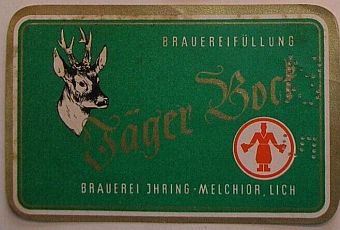 BRAUEREIFÜLLUNG
Jäger Bock
BRAUEREI JHRING - MELCHIOR, LICH